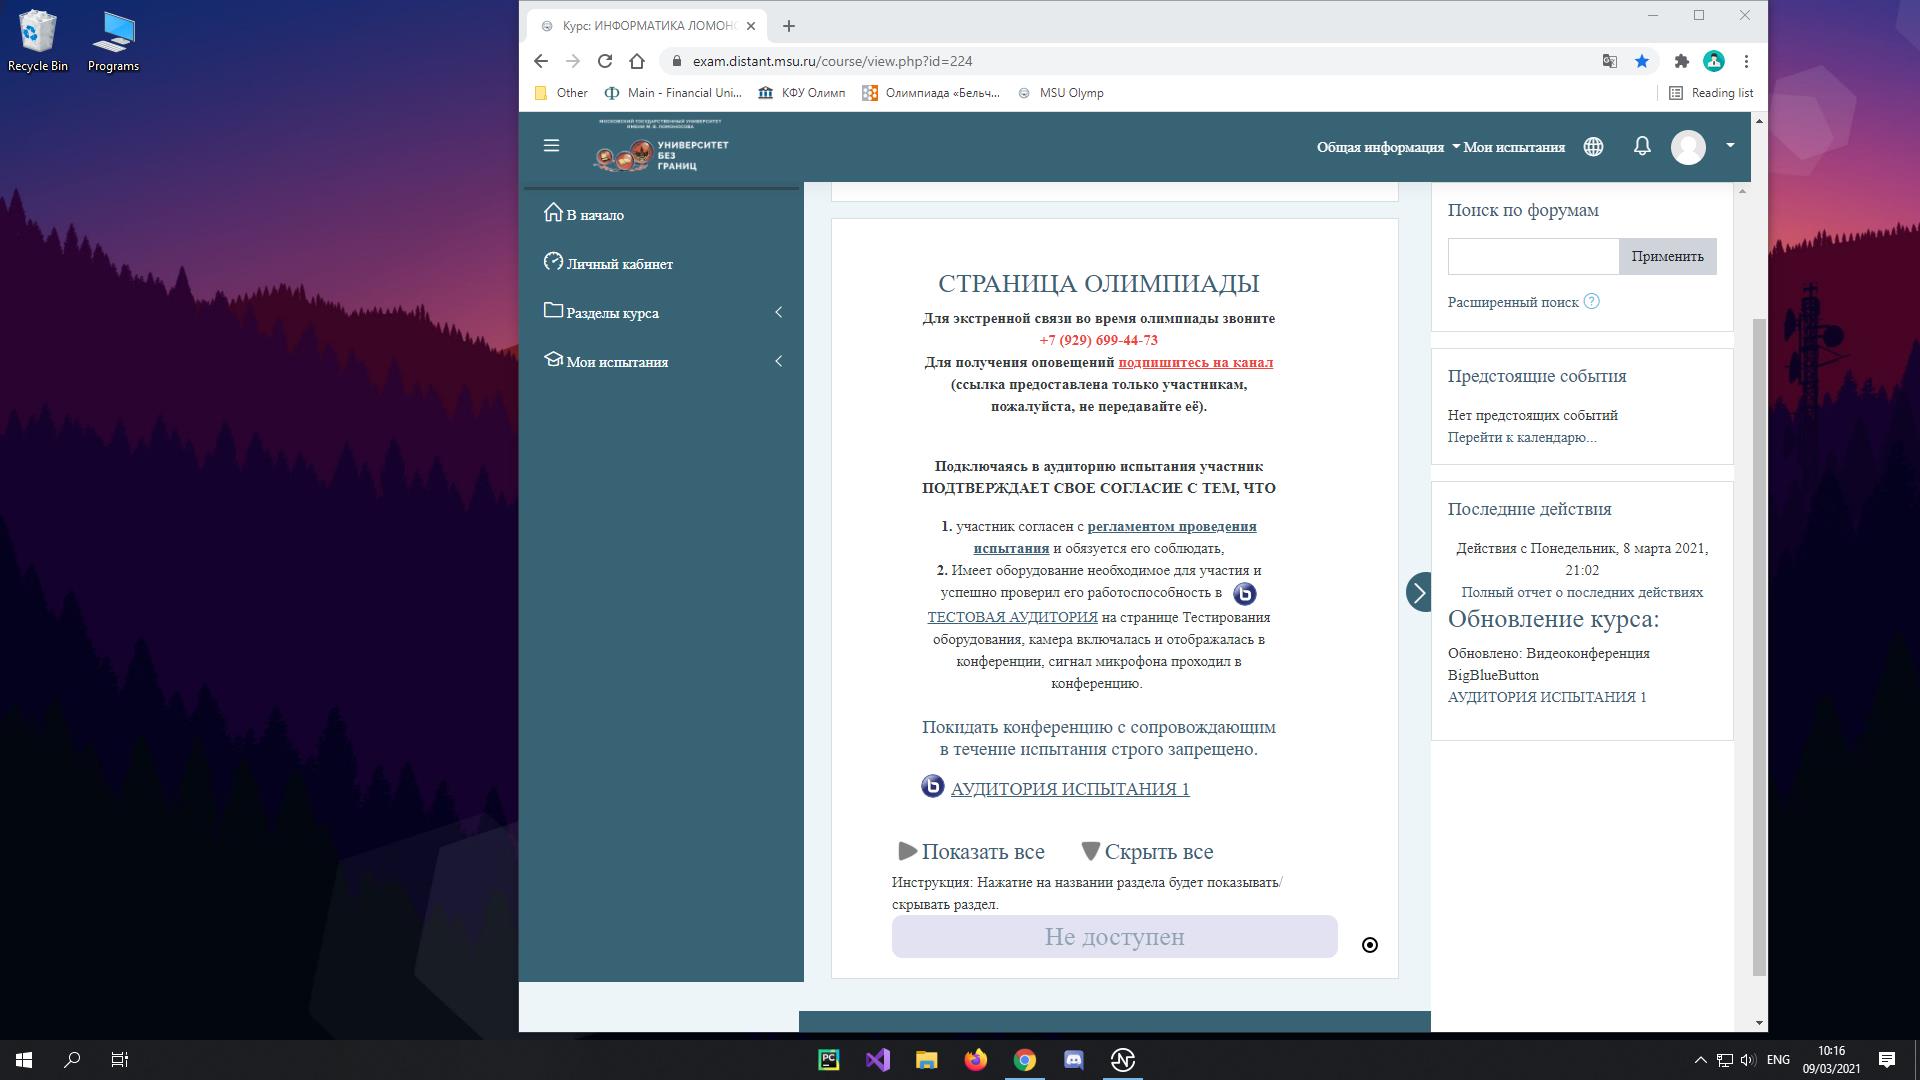 Recycle Bin
Programs
Курс: ИНФОРМАТИКА ЛОМОНО
exam.distant.msu.ru/course/view.php?id=224
Other
Main - Financial Uni...
КФУ Олимп
Олимпиада «Бельч...
MSU Olymp
Reading list
МОСКОВСКИЙ ГОСУДАРСТВЕННЫЙ УНИВЕРСИТЕТ
ИМЕНИ М. В. ЛОМОНОСОВА
УНИВЕРСИТЕТ
БЕЗ
ГРАНИЦ
Общая информация
Мои испытания
В начало
Личный кабинет
Разделы курса
Мои испытания
СТРАНИЦА ОЛИМПИАДЫ
Для экстренной связи во время олимпиады звоните
+7 (929) 699-44-73
Для получения оповещений подпишитесь на канал
(ссылка предоставлена только участникам,
пожалуйста, не передавайте её).
Подключаясь в аудиторию испытания участник
ПОДТВЕРЖДАЕТ СВОЕ СОГЛАСИЕ С ТЕМ, ЧТО
1. участник согласен с регламентом проведения
испытания и обязуется его соблюдать,
2. Имеет оборудование необходимое для участия и
успешно проверил его работоспособность в
ТЕСТОВАЯ АУДИТОРИЯ на странице Тестирования
оборудования, камера включалась и отображалась в
конференции, сигнал микрофона проходил в
конференцию.
Покидать конференцию с сопровождающим
в течение испытания строго запрещено.
АУДИТОРИЯ ИСПЫТАНИЯ 1
Показать все
Скрыть все
Инструкция: Нажатие на названии раздела будет показывать/
скрывать раздел.
Не доступен
Поиск по форумам
Применить
Расширенный поиск
Предстоящие события
Нет предстоящих событий
Перейти к календарю...
Последние действия
Действия с Понедельник, 8 марта 2021,
21:02
Полный отчет о последних действиях
Обновление курса:
Обновлено: Видеоконференция
BigBlueButton
АУДИТОРИЯ ИСПЫТАНИЯ 1
PC
ENG
10:16
09/03/2021